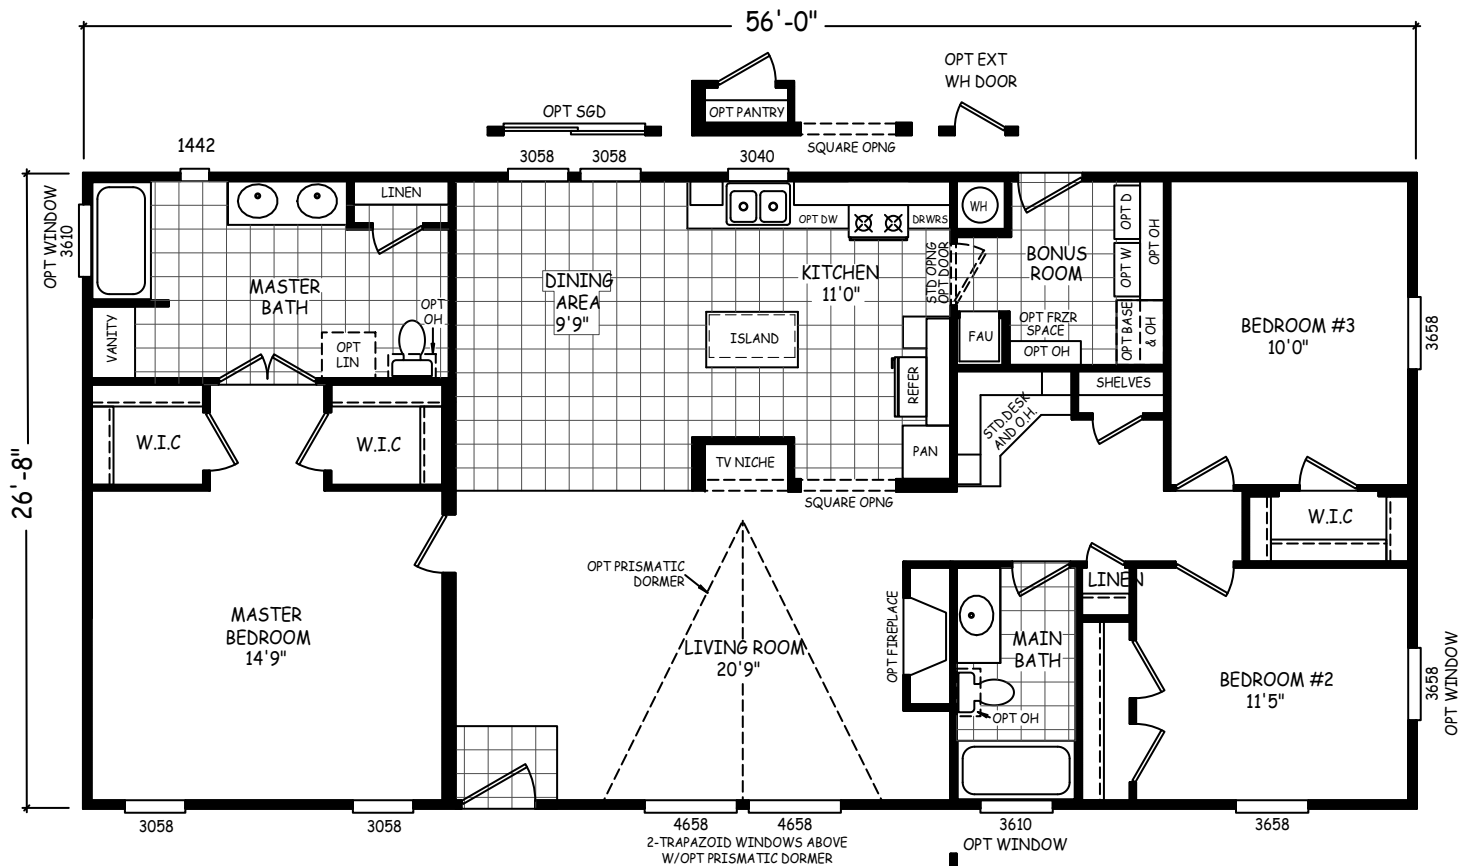 56'-0"
OPT EXT
WH DOOR
OPT SGD
OPT PANTRY
SQUARE OPNG
1442
3058
3058
3040
OPT WINDOW
3610
LINEN
MASTER
BATH
VANITY
OPT
LIN
OPT
OH
DINING
AREA
9'9"
OPT DW
DRWRS
KITCHEN
11'0"
ISLAND
REFER
PAN
TV NICHE
SQUARE OPNG
STD OPNG
OPT DOOR
WH
BONUS
ROOM
OPT D
OPT W
OPT OH
OPT BASE
& OH
OPT FRZR
SPACE
OPT OH
FAU
STD.DESK
AND O.H.
SHELVES
BEDROOM #3
10'0"
3658
26'-8"
W.I.C
W.I.C
W.I.C
MASTER
BEDROOM
14'9"
OPT PRISMATIC
DORMER
LIVING ROOM
20'9"
OPT FIREPLACE
MAIN
BATH
OPT OH
LINEN
BEDROOM #2
11'5"
3658
OPT WINDOW
3058
3058
4658
4658
2-TRAPAZOID WINDOWS ABOVE
W/OPT PRISMATIC DORMER
3610
OPT WINDOW
3658